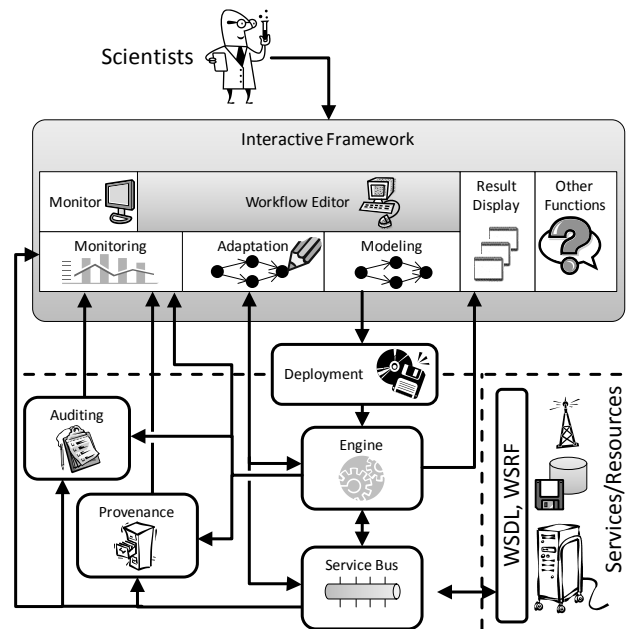 Scientists
Interactive Framework
Monitor
Workflow Editor
Result
Display
Other
Functions
Monitoring
Adaptation
Modeling
Deployment
Auditing
Engine
Provenance
Service Bus
WSDL, WSRF
Services/Resources